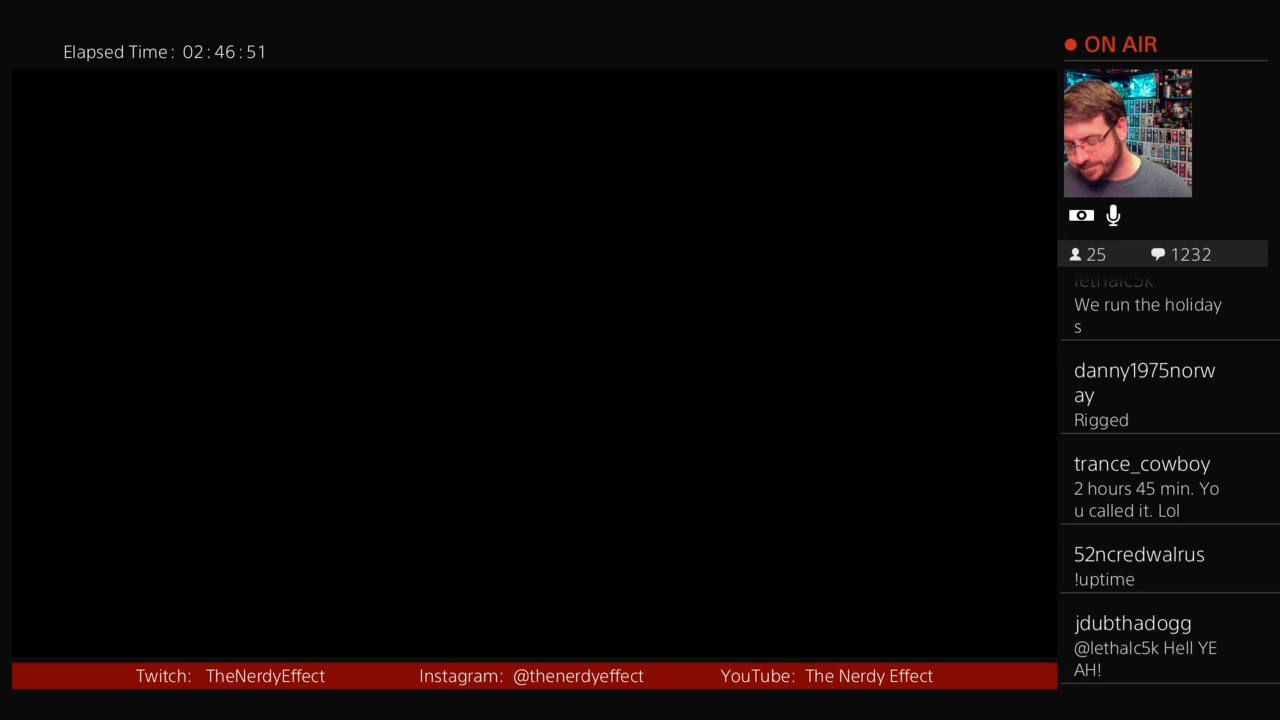 Elapsed Time: 02:46:51
ON AIR
25 1232
lethalc5k
We run the holiday
s
danny1975norw
ay
Rigged
trance_cowboy
2 hours 45 min. Yo
u called it. Lol
52ncredwalrus
!uptime
jdubthadogg
@lethalc5k Hell YE
AH!
Twitch: TheNerdyEffect Instagram: @thenerdyeffect YouTube: The Nerdy Effect